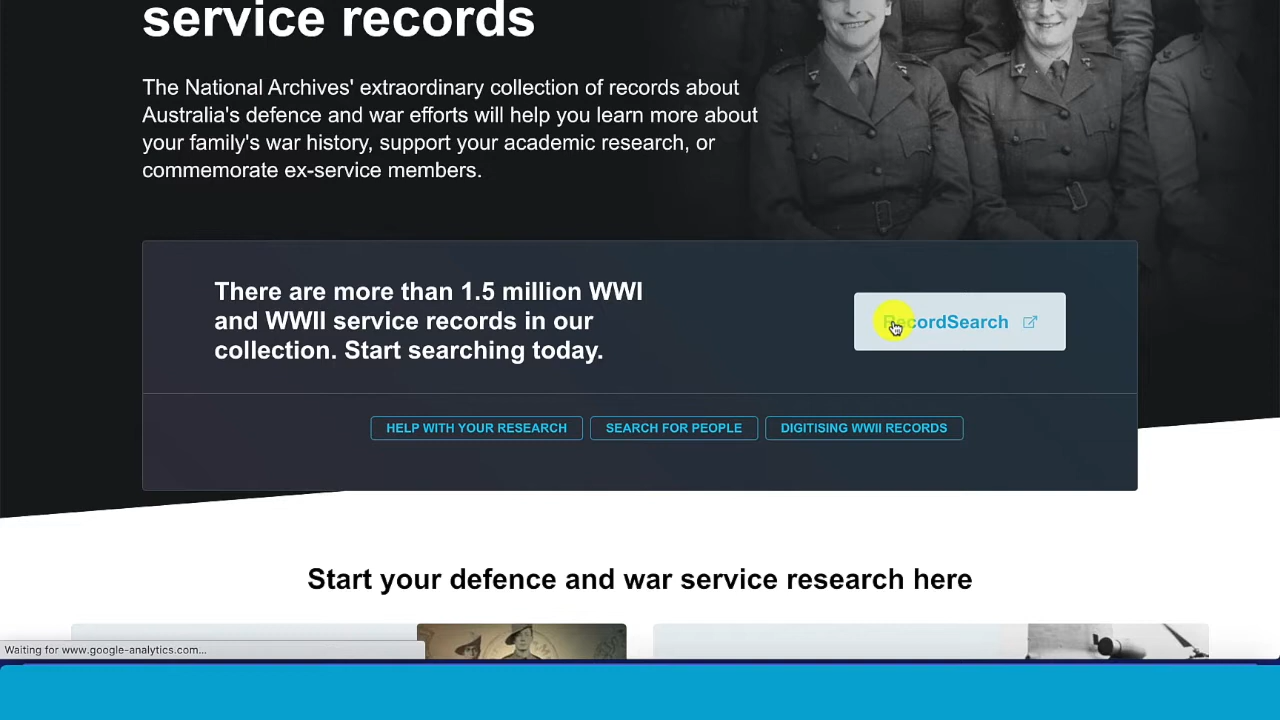 service records
The National Archives' extraordinary collection of records about
Australia's defence and war efforts will help you learn more about
your family's war history, support your academic research, or
commemorate ex-service members.
There are more than 1.5 million WWI
and WWII service records in our
collection. Start searching today.
RecordSearch
HELP WITH YOUR RESEARCH
SEARCH FOR PEOPLE
DIGITISING WWII RECORDS
Start your defence and war service research here
Waiting for www.google-analytics.com...